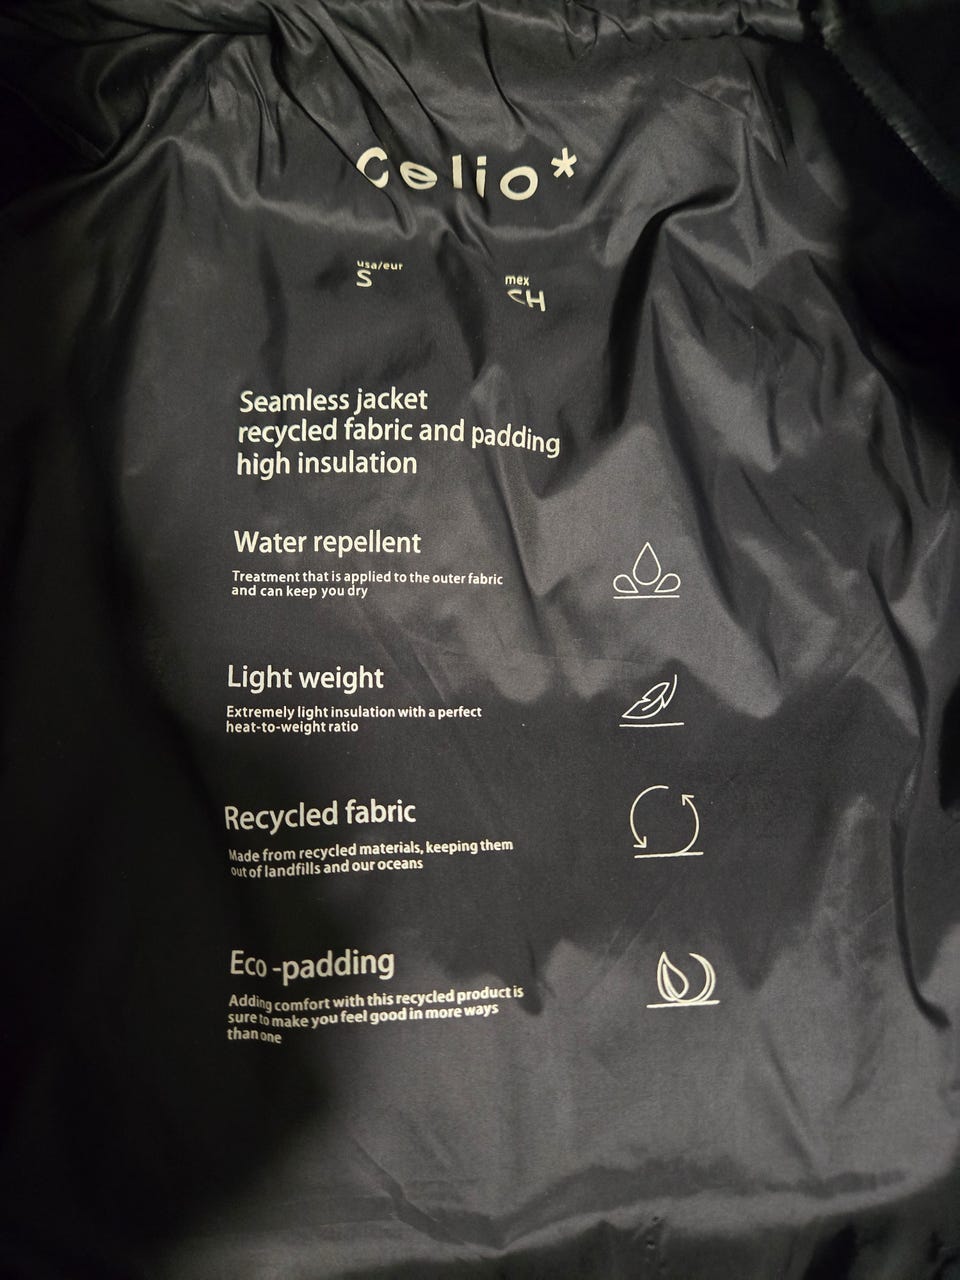 Celio*
usa/eur
S
mex
CH
Seamless jacket
recycled fabric and padding
high insulation
Water repellent
Treatment that is applied to the outer fabric
and can keep you dry
Light weight
Extremely light insulation with a perfect
heat-to-weight ratio
Recycled fabric
Made from recycled materials, keeping them
out of landfills and our oceans
Eco-padding
Adding comfort with this recycled product is
sure to make you feel good in more ways
than one